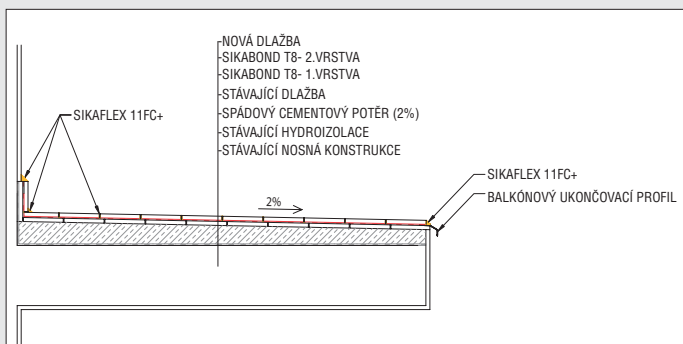 NOVÁ DLAŽBA
SIKABOND T8- 2.VRSTVA
SIKABOND T8- 1.VRSTVA
STÁVAJÍCÍ DLAŽBA
SPÁDOVÝ CEMENTOVÝ POTĚR (2%)
STÁVAJÍCÍ HYDROIZOLACE
STÁVAJÍCÍ NOSNÁ KONSTRUKCE
SIKAFLEX 11FC+
SIKAFLEX 11FC+
BALKÓNOVÝ UKONČOVACÍ PROFIL
2%